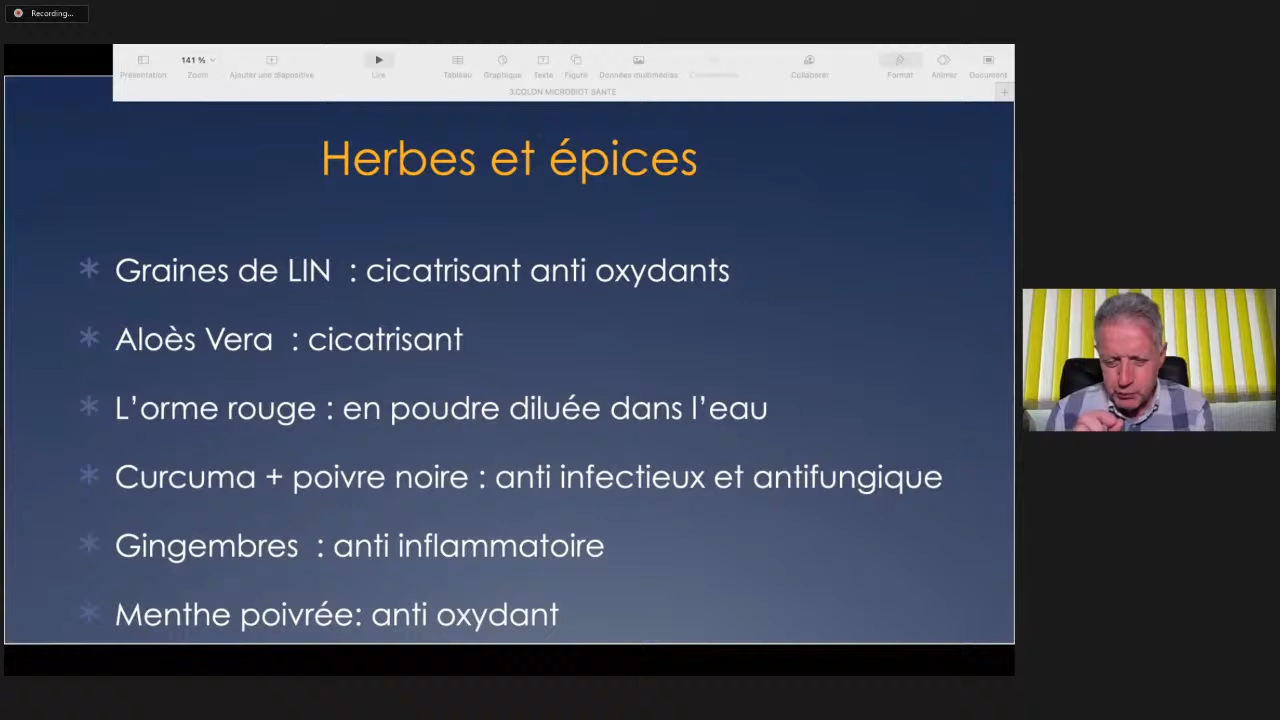 Recording...
141 %
Présentation Zoom Ajouter une diapositive Lire Tableau Graphique Texte Figure Données multimédias Collaborer Format Animer Document
3.COLON MICROBIOT SANTE
Herbes et épices
Graines de LIN : cicatrisant anti oxydants
Aloès Vera : cicatrisant
L’orme rouge : en poudre diluée dans l’eau
Curcuma + poivre noire : anti infectieux et antifungique
Gingembres : anti inflammatoire
Menthe poivrée: anti oxydant